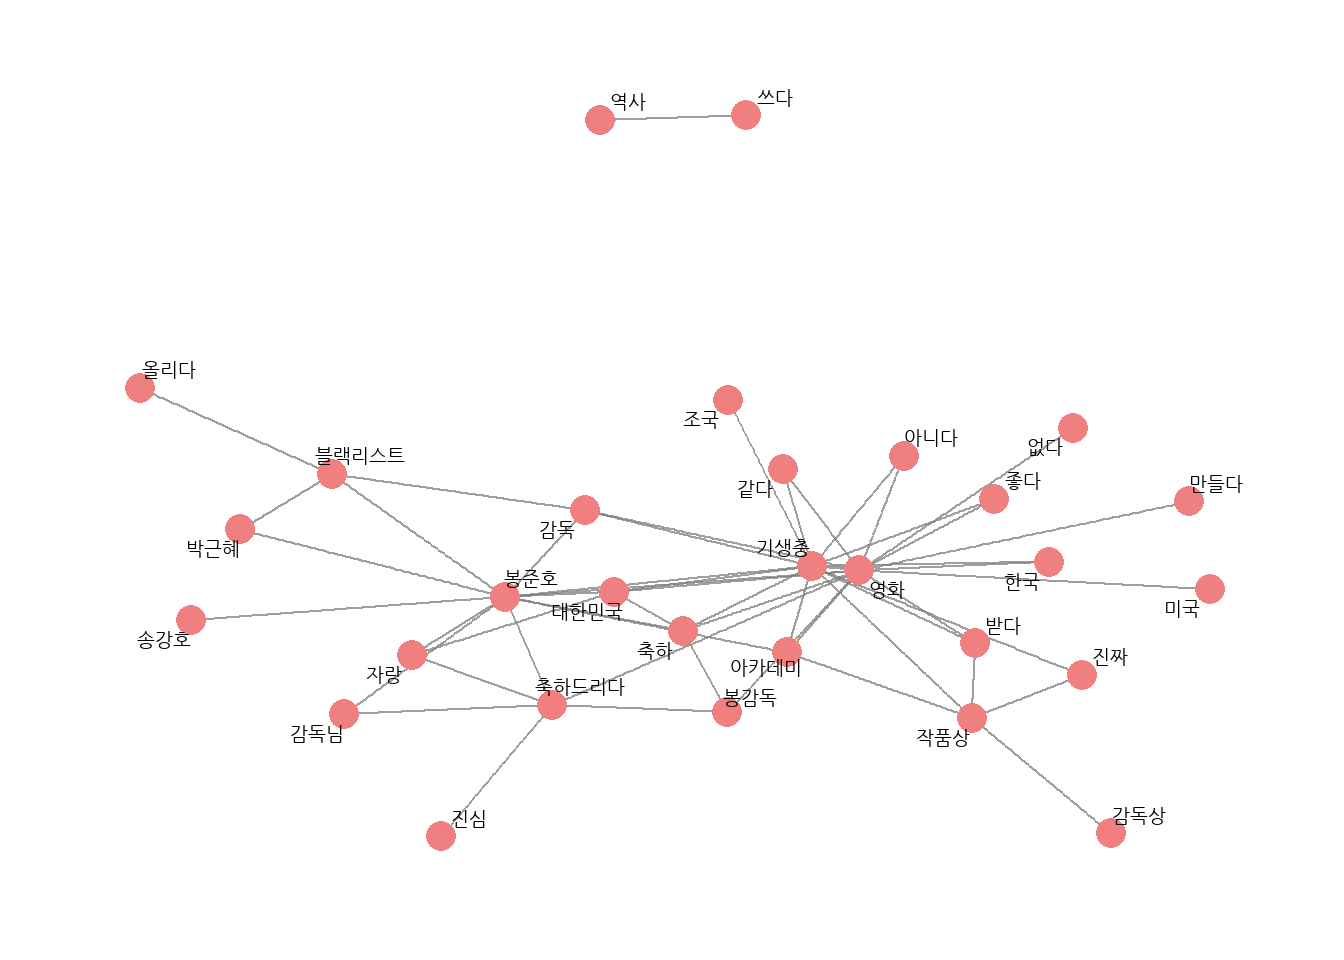 역사
쓰다
올리다
블랙리스트
조국
아니다
없다
같다
좋다
만들다
박근혜
감독
기생충
봉준호
대한민국
영화
한국
미국
송강호
축하
받다
자랑
아카데미
진짜
축하드리다
봉감독
감독님
작품상
진심
감독상